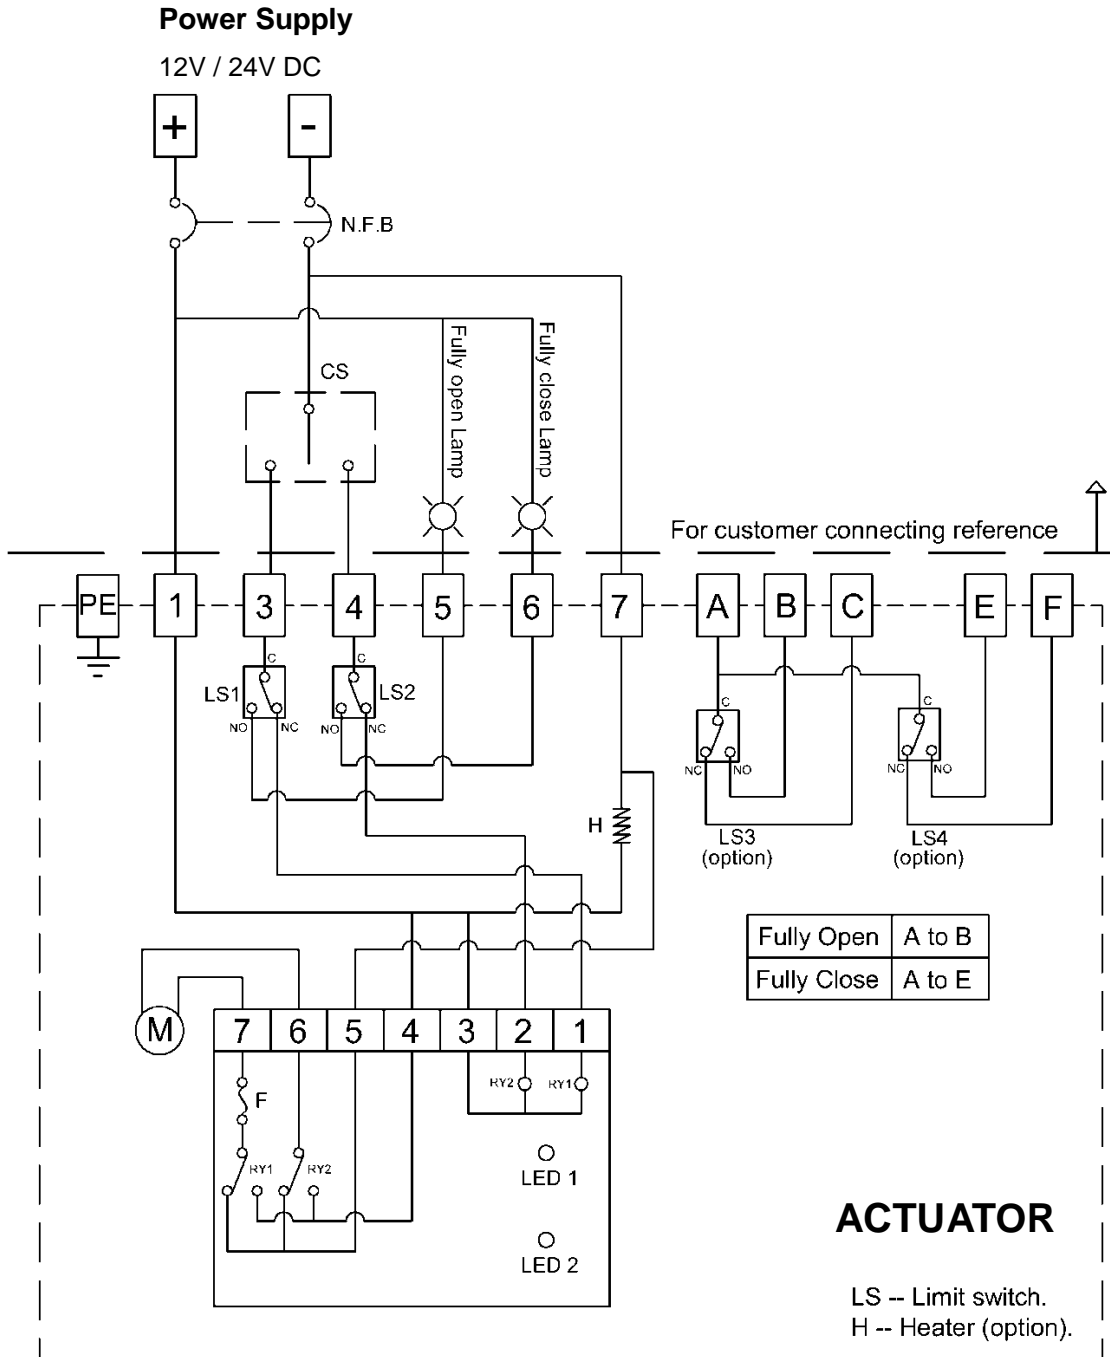 Power Supply
12V / 24V DC
+ -
N.F.B
CS
Fully open Lamp
Fully close Lamp
For customer connecting reference
PE 1 3 4 5 6 7 A B C E F
C C
LS1 LS2
NO NC NO NC
C C
NC NO NC NO
H
LS3 LS4
(option) (option)
Fully Open A to B
Fully Close A to E
M
7 6 5 4 3 2 1
RY2 RY1
F
RY1 RY2
LED 1
LED 2
ACTUATOR
LS -- Limit switch.
H -- Heater (option).